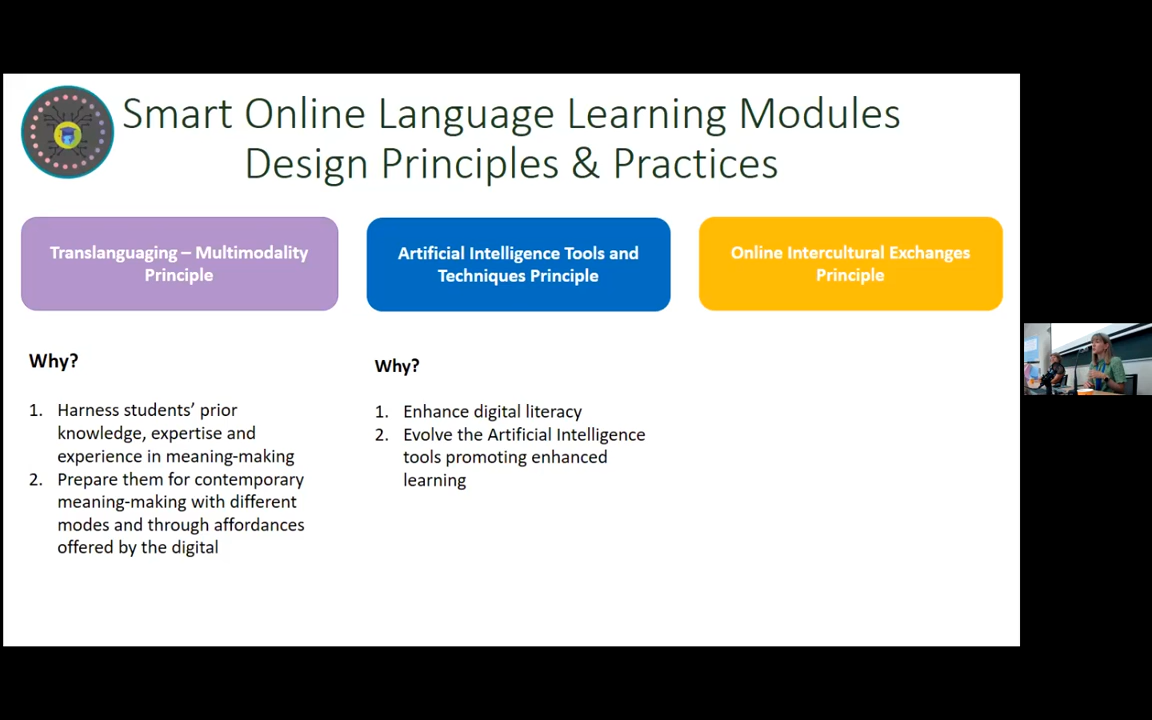 Smart Online Language Learning Modules
Design Principles & Practices
Translanguaging – Multimodality
Principle
Artificial Intelligence Tools and
Techniques Principle
Online Intercultural Exchanges
Principle
Why?
1. Harness students’ prior
knowledge, expertise and
experience in meaning-making
2. Prepare them for contemporary
meaning-making with different
modes and through affordances
offered by the digital
Why?
1. Enhance digital literacy
2. Evolve the Artificial Intelligence
tools promoting enhanced
learning